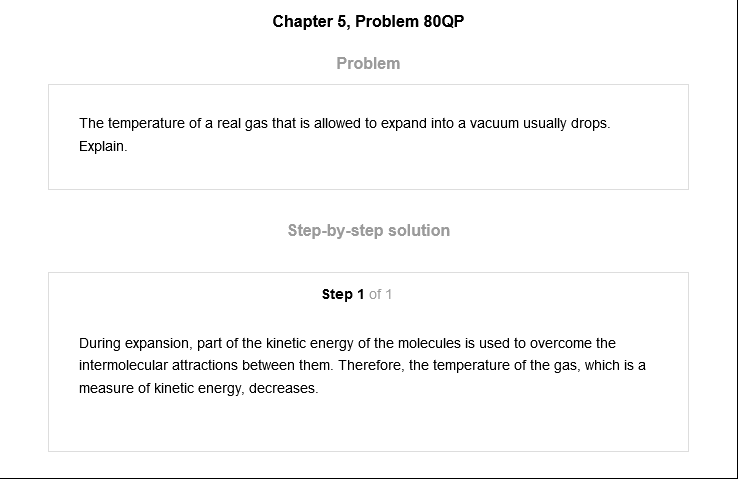 Chapter 5, Problem 80QP
Problem
The temperature of a real gas that is allowed to expand into a vacuum usually drops.
Explain.
Step-by-step solution
Step 1 of 1
During expansion, part of the kinetic energy of the molecules is used to overcome the
intermolecular attractions between them. Therefore, the temperature of the gas, which is a
measure of kinetic energy, decreases.